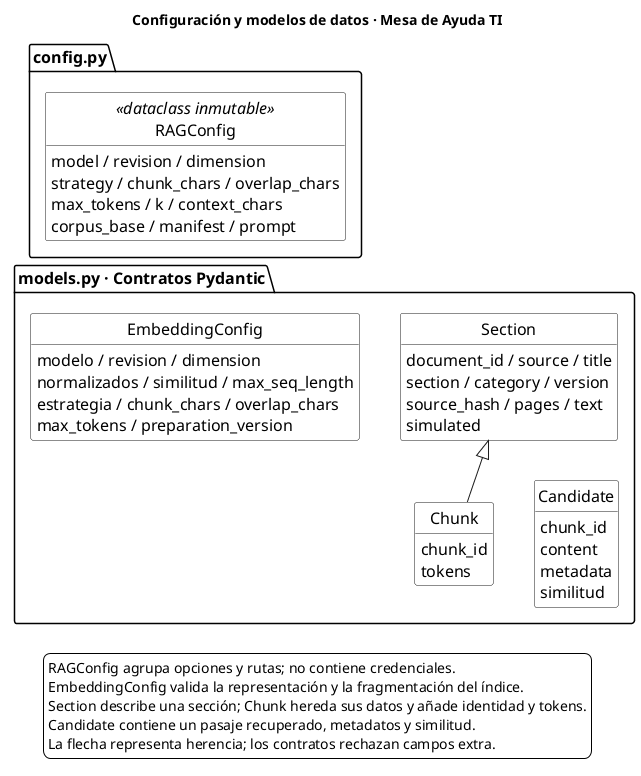 Configuración y modelos de datos · Mesa de Ayuda TI
config.py
«dataclass inmutable»
RAGConfig
model / revision / dimension
strategy / chunk_chars / overlap_chars
max_tokens / k / context_chars
corpus_base / manifest / prompt
models.py · Contratos Pydantic
EmbeddingConfig
modelo / revision / dimension
normalizados / similitud / max_seq_length
estrategia / chunk_chars / overlap_chars
max_tokens / preparation_version
Section
document_id / source / title
section / category / version
source_hash / pages / text
simulated
Chunk
chunk_id
tokens
Candidate
chunk_id
content
metadata
similitud
RAGConfig agrupa opciones y rutas; no contiene credenciales.
EmbeddingConfig valida la representación y la fragmentación del índice.
Section describe una sección; Chunk hereda sus datos y añade identidad y tokens.
Candidate contiene un pasaje recuperado, metadatos y similitud.
La flecha representa herencia; los contratos rechazan campos extra.